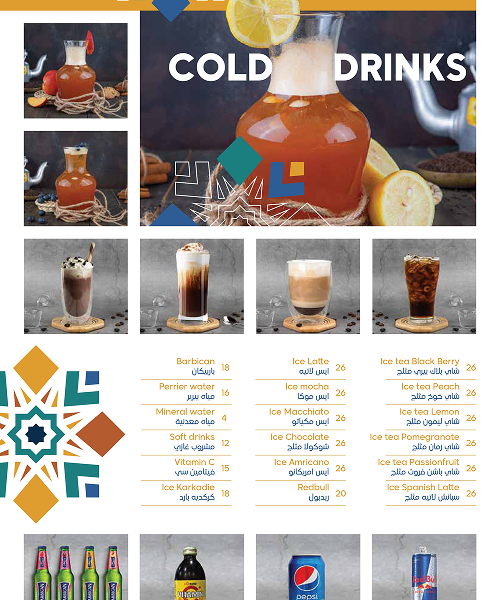 COLD DRINKS
Barbican 18
باربيكان
Perrier water 16
مياه بيرير
Mineral water 4
مياه معدنية
Soft drinks 12
مشروب غازي
Vitamin C 15
فيتامين سي
Ice Karkadie 18
كركديه بارد
Ice Latte 26
ايس لاتيه
Ice mocha 26
ايس موكا
Ice Macchiato 26
ايس مكياتو
Ice Chocolate 26
شوكولا مثلج
Ice Amricano 26
ايس امريكانو
Redbull 20
ريدبول
Ice tea Black Berry 26
شاي بلاك بيري مثلج
Ice tea Peach 26
شاي خوخ مثلج
Ice tea Lemon 26
شاي ليمون مثلج
Ice tea Pomegranate 26
شاي رمان مثلج
Ice tea Passionfruit 26
شاي باشن فروت مثلج
Ice Spanish Latte 26
سبانش لاتيه مثلج
VITAMIN
pepsi
Red Bull